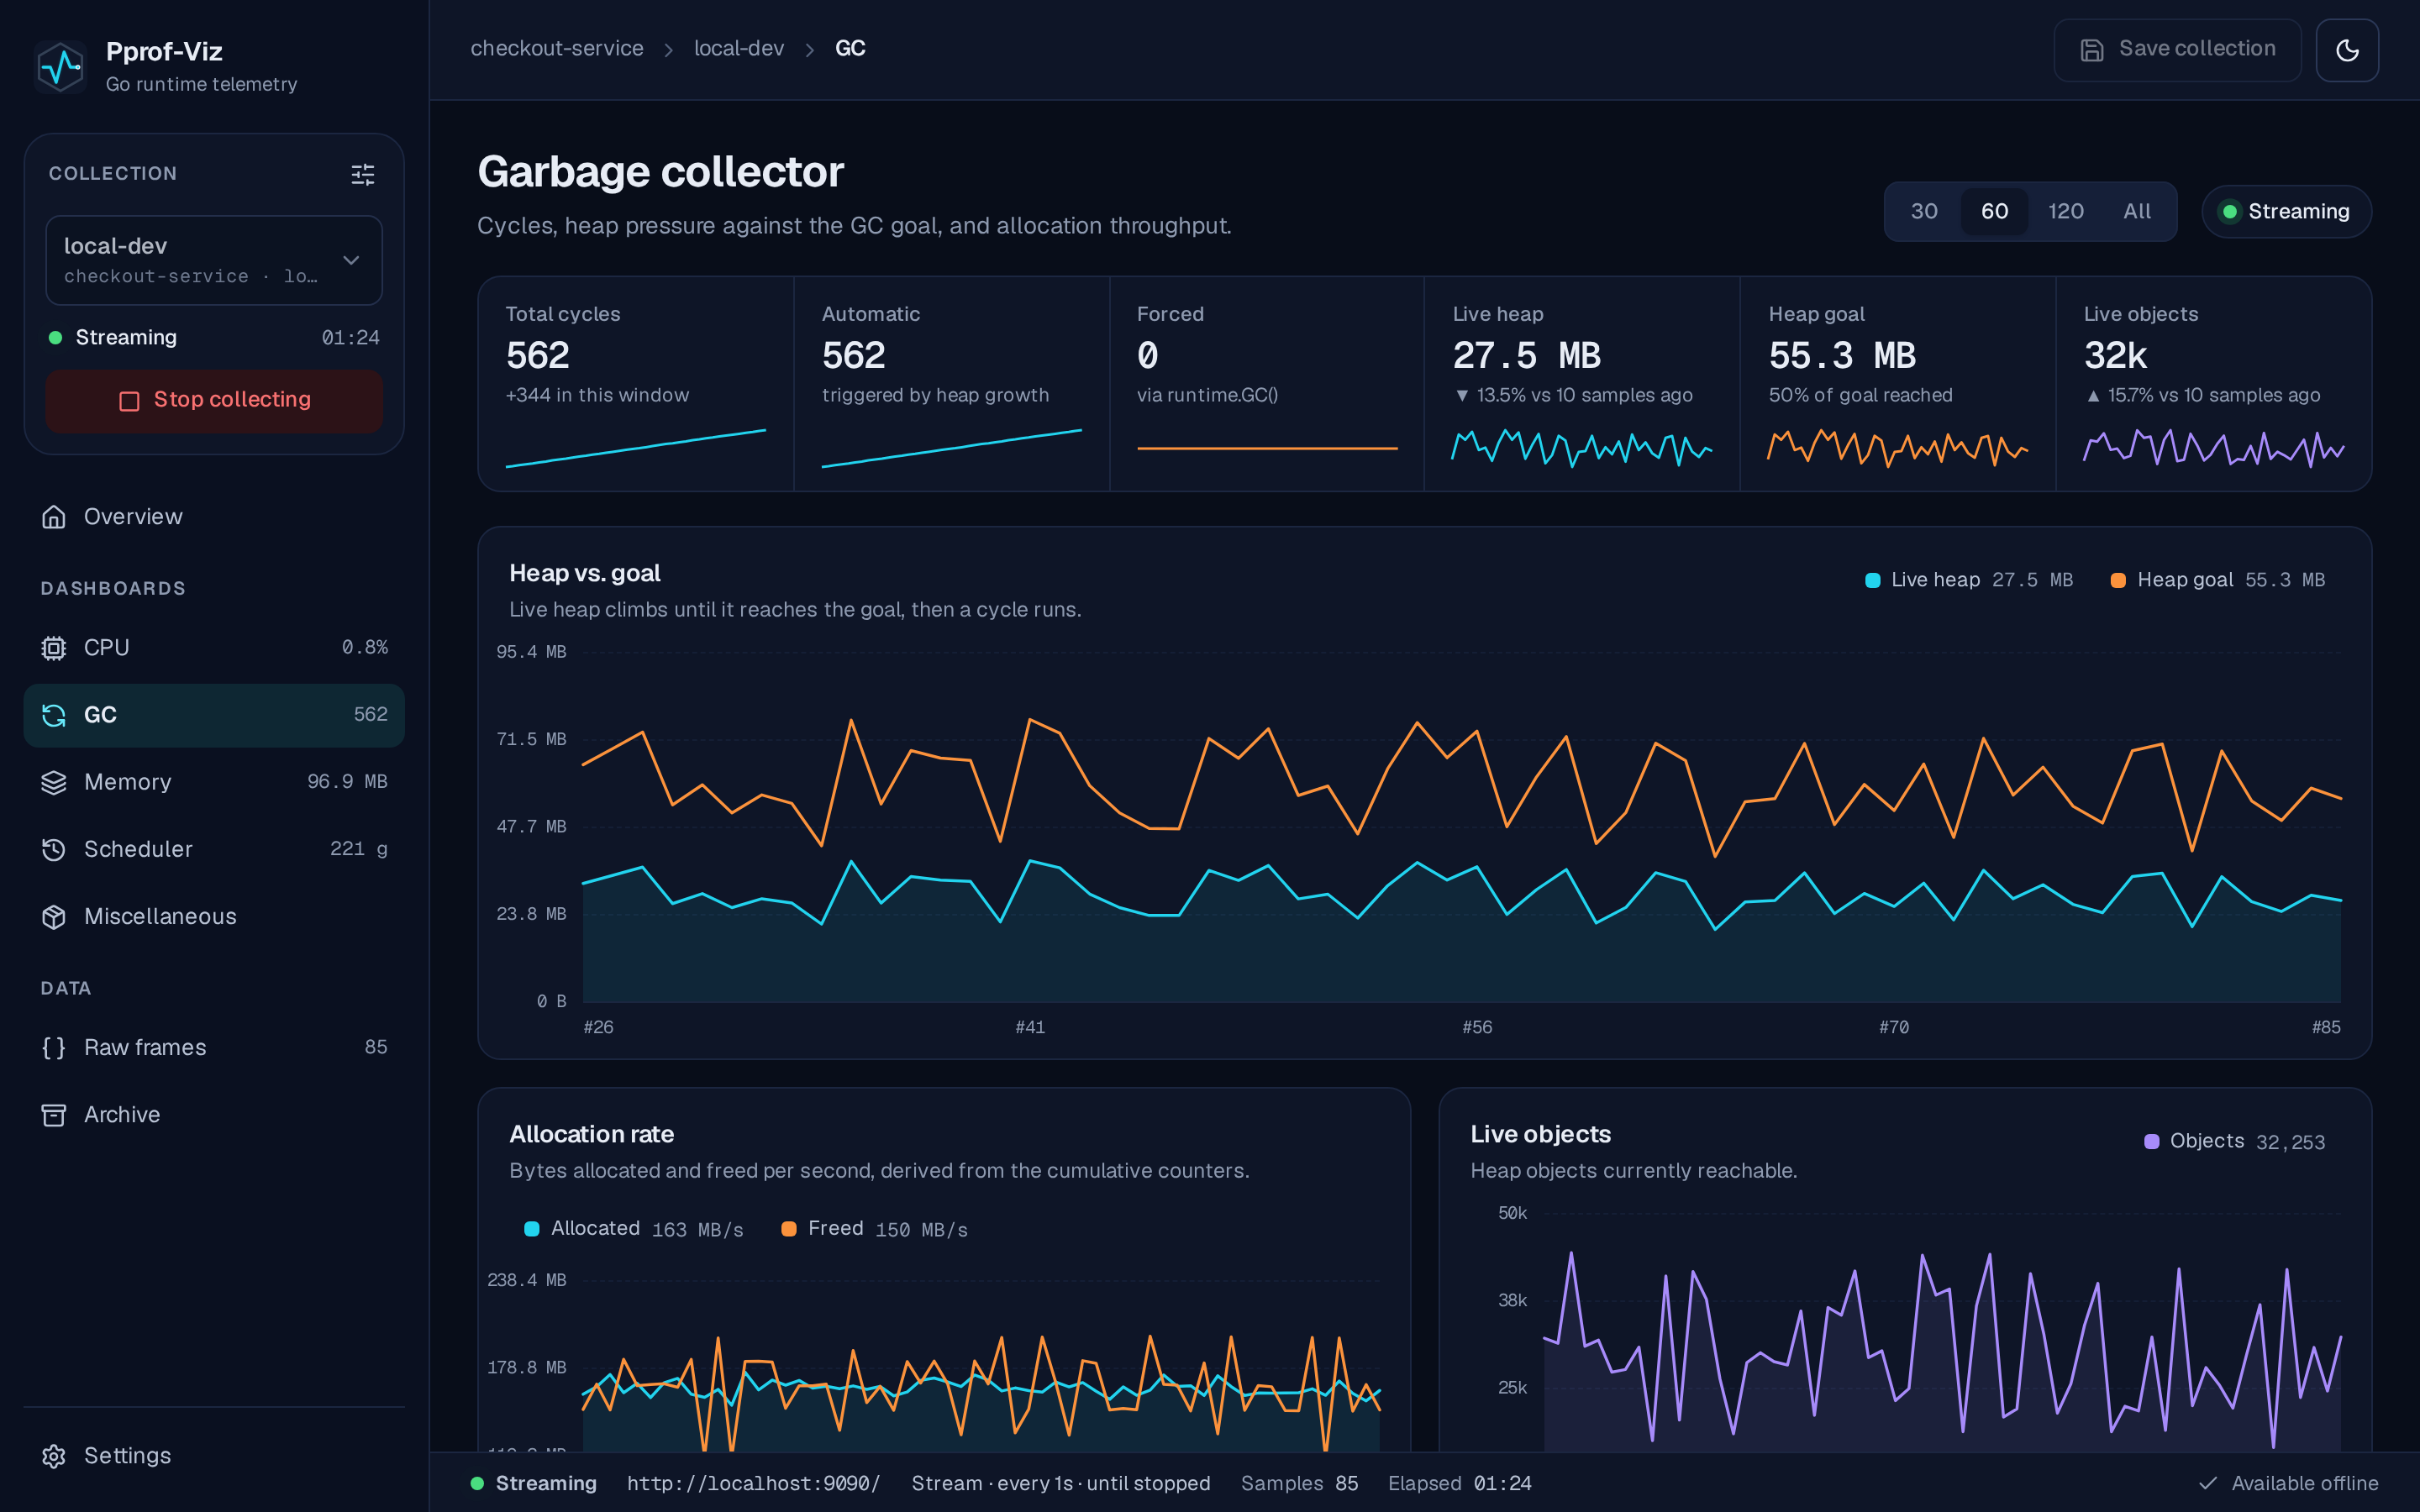 Pprof-Viz
Go runtime telemetry
COLLECTION
local-dev
checkout-service · lo…
Streaming 01:24
Stop collecting
Overview
DASHBOARDS
CPU 0.8%
GC 562
Memory 96.9 MB
Scheduler 221 g
Miscellaneous
DATA
Raw frames 85
Archive
Settings
checkout-service > local-dev > GC
Save collection
Garbage collector
Cycles, heap pressure against the GC goal, and allocation throughput.
30 60 120 All
Streaming
Total cycles
562
+344 in this window
Automatic
562
triggered by heap growth
Forced
0
via runtime.GC()
Live heap
27.5 MB
▼ 13.5% vs 10 samples ago
Heap goal
55.3 MB
50% of goal reached
Live objects
32k
▲ 15.7% vs 10 samples ago
Heap vs. goal
Live heap climbs until it reaches the goal, then a cycle runs.
Live heap 27.5 MB Heap goal 55.3 MB
95.4 MB
71.5 MB
47.7 MB
23.8 MB
0 B
#26 #41 #56 #70 #85
Allocation rate
Bytes allocated and freed per second, derived from the cumulative counters.
Allocated 163 MB/s Freed 150 MB/s
238.4 MB
178.8 MB
Live objects
Heap objects currently reachable.
Objects 32,253
50k
38k
25k
Streaming http://localhost:9090/ Stream · every 1s · until stopped Samples 85 Elapsed 01:24
Available offline